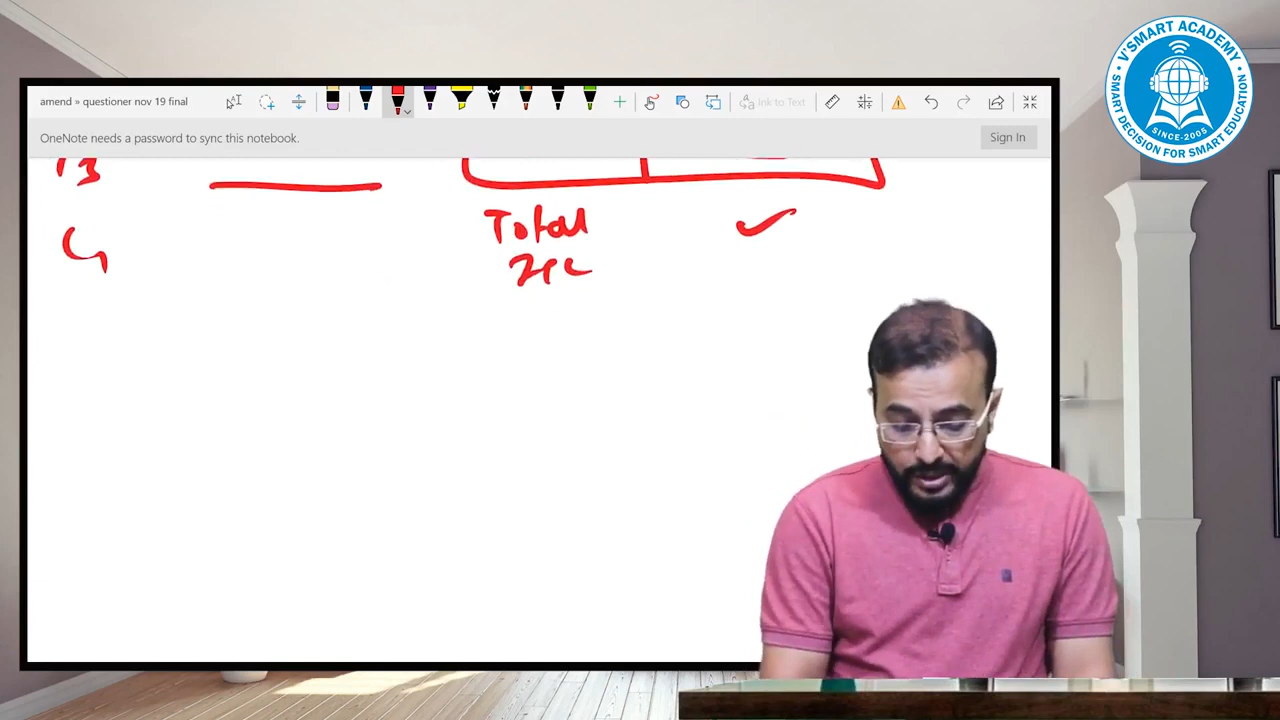 amend » questioner nov 19 final
Ink to Text
OneNote needs a password to sync this notebook.
Sign In
Total
V'SMART ACADEMY
SMART DECISION FOR SMART EDUCATION
SINCE-2005